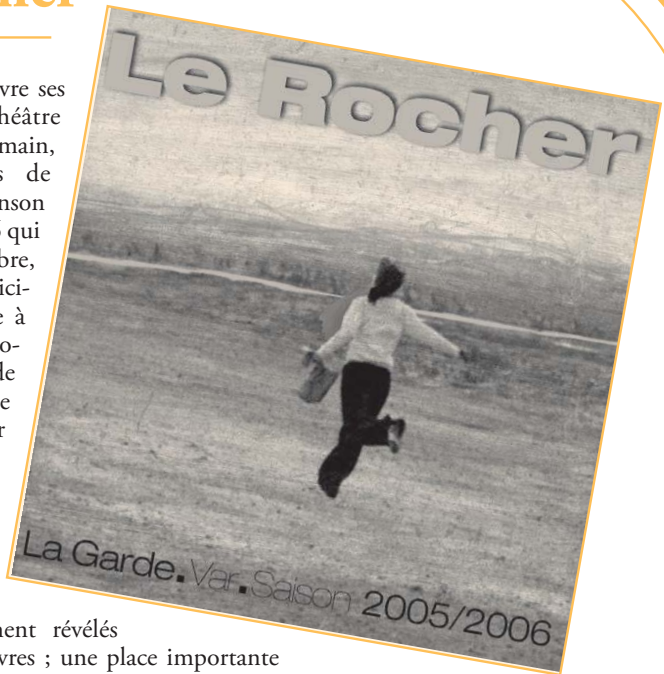 vre ses
héâtre
main,
s de
nson
qui
bre,
ici-
e à
o-
de
e
r
Le Rocher
La Garde.Var.Saison 2005/2006
ment révélés
vres ; une place importante